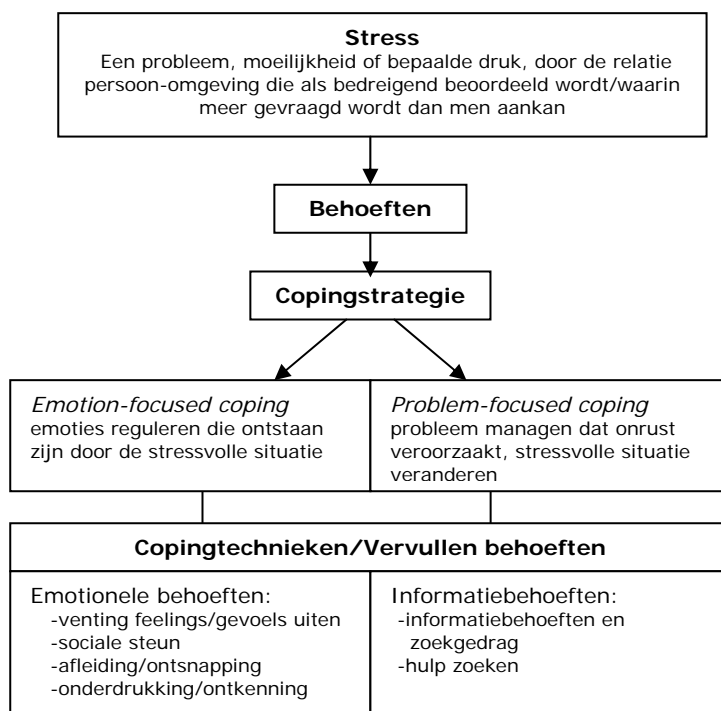 Stress
Een probleem, moeilijkheid of bepaalde druk, door de relatie
persoon-omgeving die als bedreigend beoordeeld wordt/waarin
meer gevraagd wordt dan men aankan
Behoeften
Copingstrategie
Emotion-focused coping
emoties reguleren die ontstaan
zijn door de stressvolle situatie
Problem-focused coping
probleem managen dat onrust
veroorzaakt, stressvolle situatie
veranderen
Copingtechnieken/Vervullen behoeften
Emotionele behoeften:
-venting feelings/gevoels uiten
-sociale steun
-afleiding/ontsnapping
-onderdrukking/ontkenning
Informatiebehoeften:
-informatiebehoeften en
zoekgedrag
-hulp zoeken